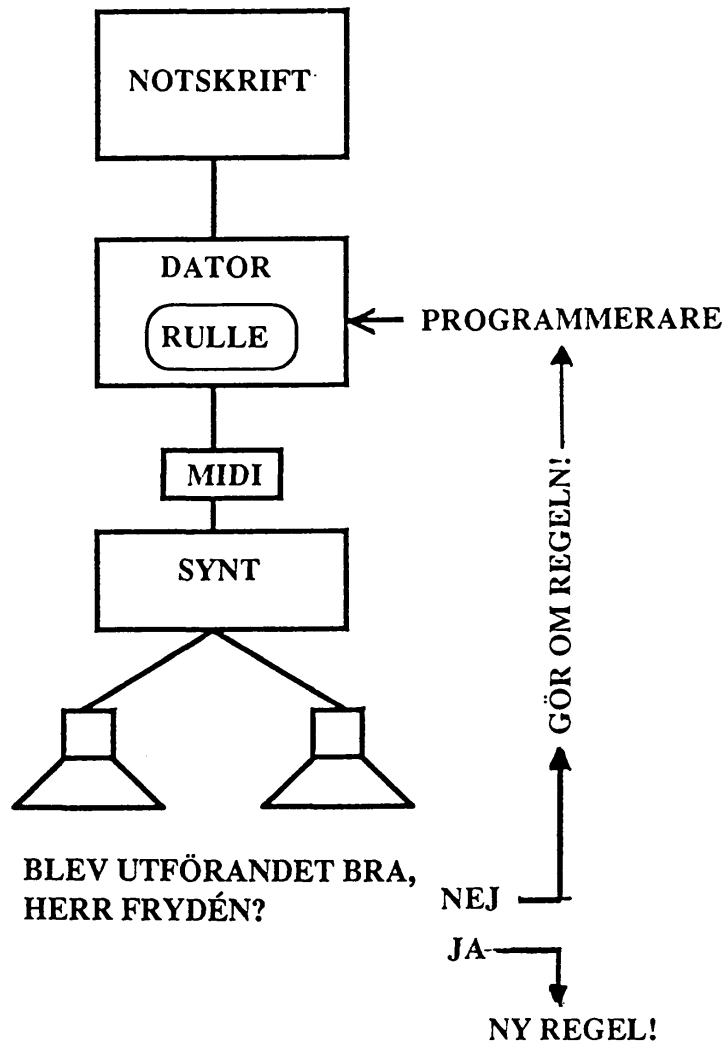 NOTSKRIFT
DATOR
RULLE
PROGRAMMERARE
MIDI
SYNT
GÖR OM REGELN!
BLEV UTFÖRANDET BRA,
HERR FRYDÉN?
NEJ
JA
NY REGEL!